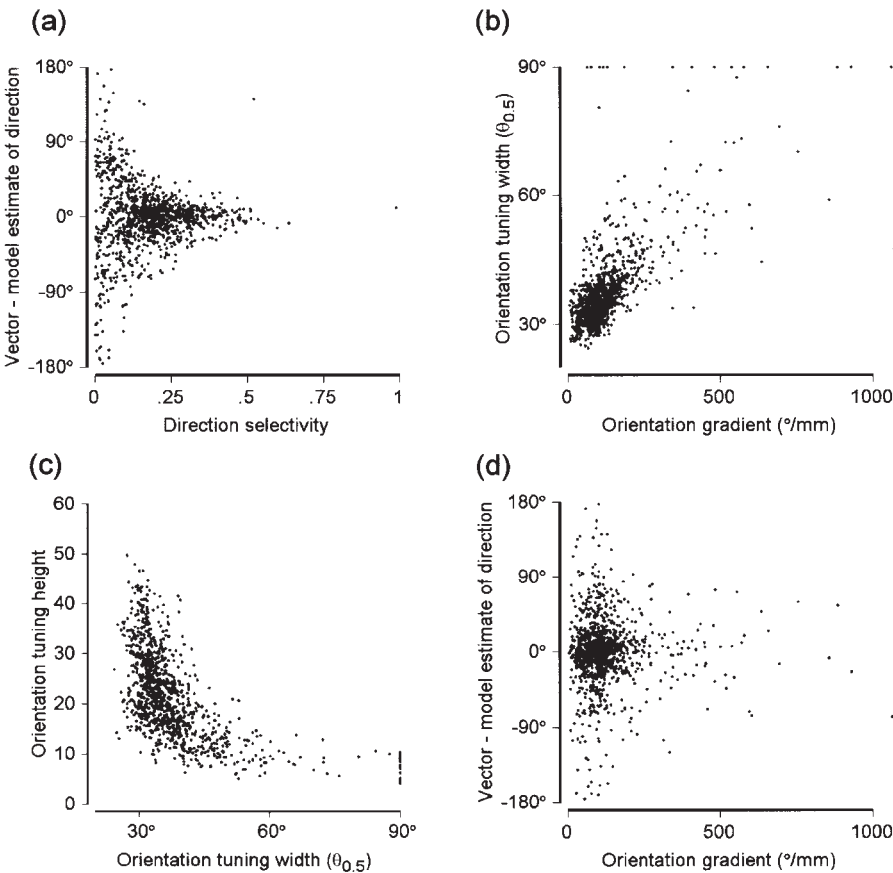 (a)
Vector - model estimate of direction
180°
90°
0°
-90°
-180°
0
.25
.5
.75
1
Direction selectivity
(b)
Orientation tuning width (θ0.5)
90°
60°
30°
0
500
1000
Orientation gradient (°/mm)
(c)
Orientation tuning height
60
50
40
30
20
10
0
30°
60°
90°
Orientation tuning width (θ0.5)
(d)
Vector - model estimate of direction
180°
90°
0°
-90°
-180°
0
500
1000
Orientation gradient (°/mm)